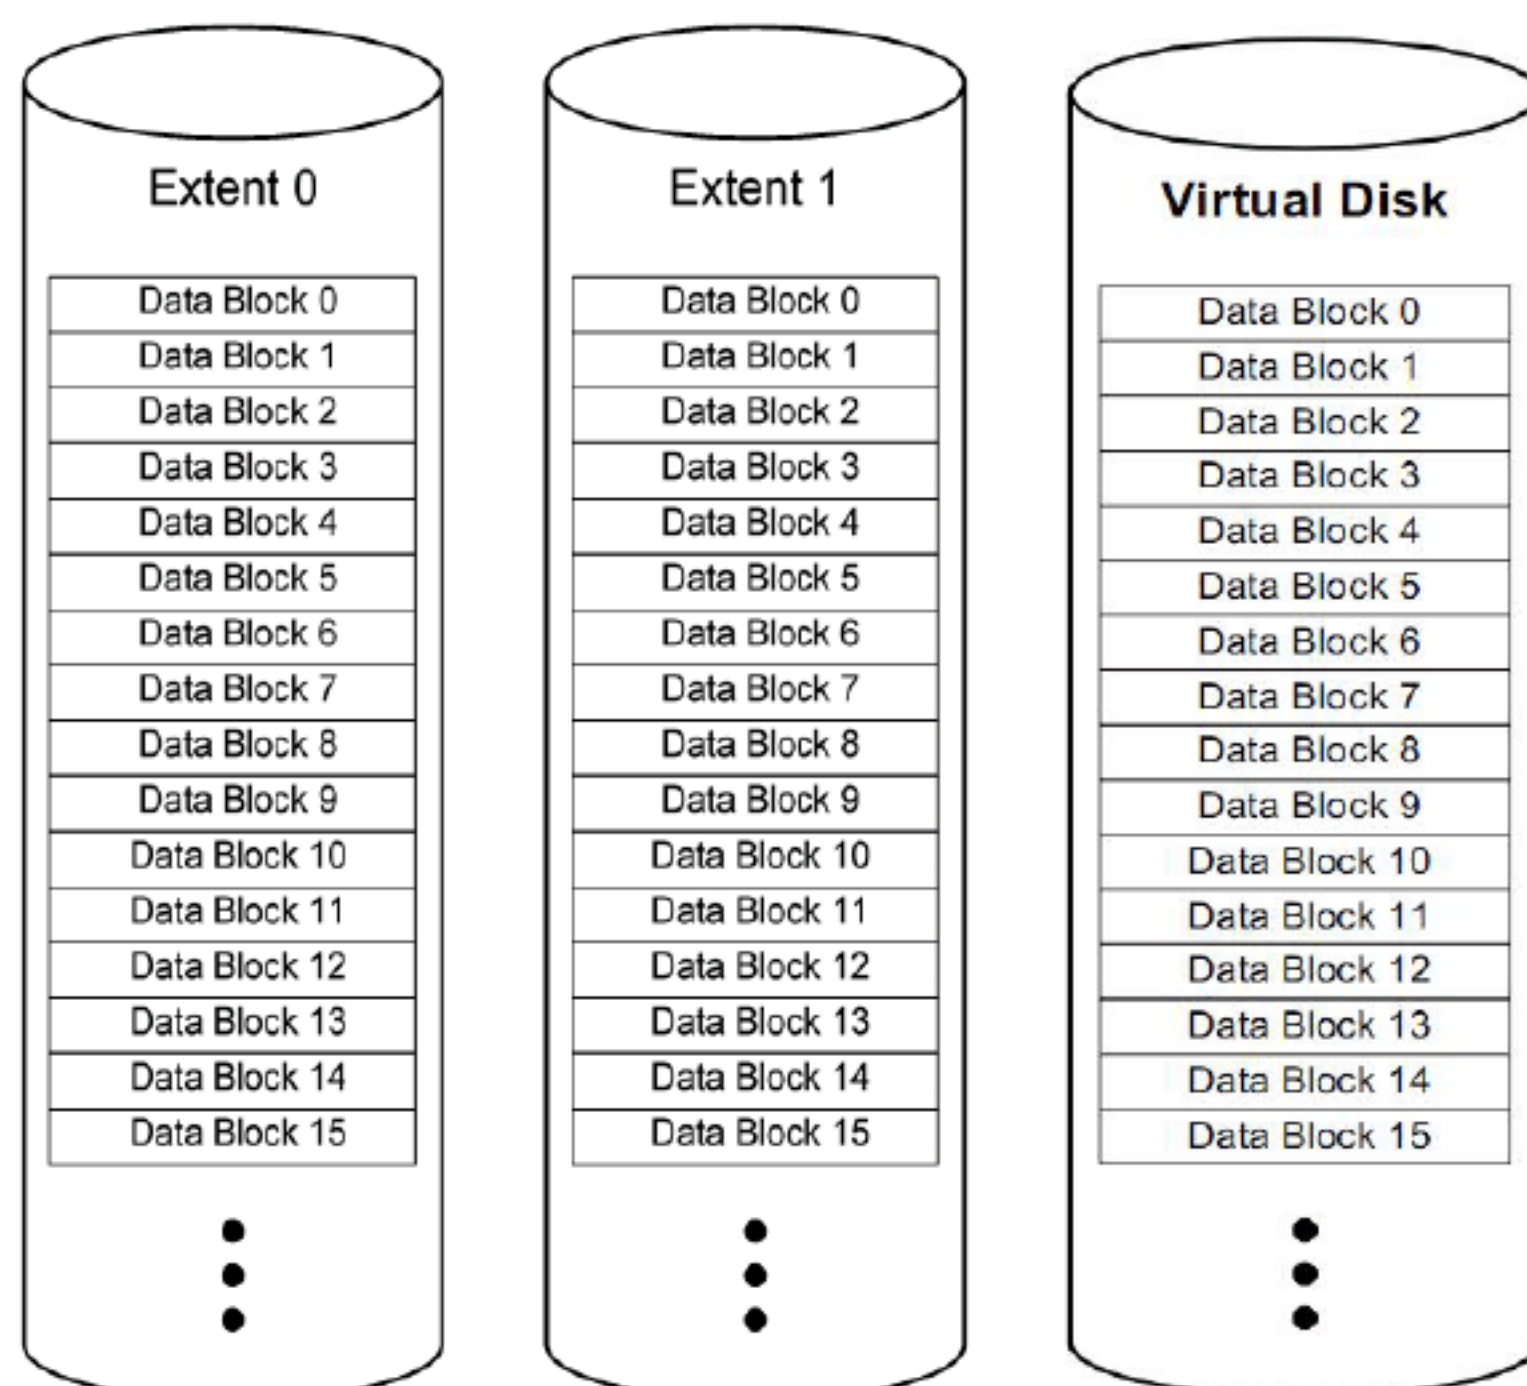 Extent 0
Data Block 0
Data Block 1
Data Block 2
Data Block 3
Data Block 4
Data Block 5
Data Block 6
Data Block 7
Data Block 8
Data Block 9
Data Block 10
Data Block 11
Data Block 12
Data Block 13
Data Block 14
Data Block 15
Extent 1
Data Block 0
Data Block 1
Data Block 2
Data Block 3
Data Block 4
Data Block 5
Data Block 6
Data Block 7
Data Block 8
Data Block 9
Data Block 10
Data Block 11
Data Block 12
Data Block 13
Data Block 14
Data Block 15
Virtual Disk
Data Block 0
Data Block 1
Data Block 2
Data Block 3
Data Block 4
Data Block 5
Data Block 6
Data Block 7
Data Block 8
Data Block 9
Data Block 10
Data Block 11
Data Block 12
Data Block 13
Data Block 14
Data Block 15